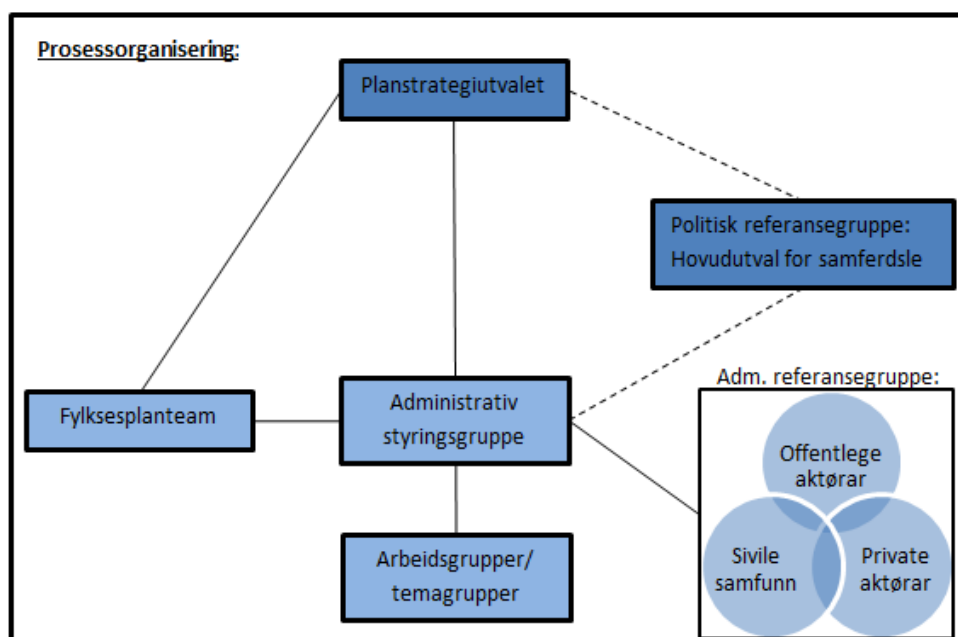 Prosessorganisering:
Planstrategiutvalet
Politisk referansegruppe:
Hovudutval for samferdsle
Fylksesplanteam
Administrativ
styringsgruppe
Adm. referansegruppe:
Offentlege
aktørar
Sivile
samfunn
Private
aktørar
Arbeidsgrupper/
temagrupper